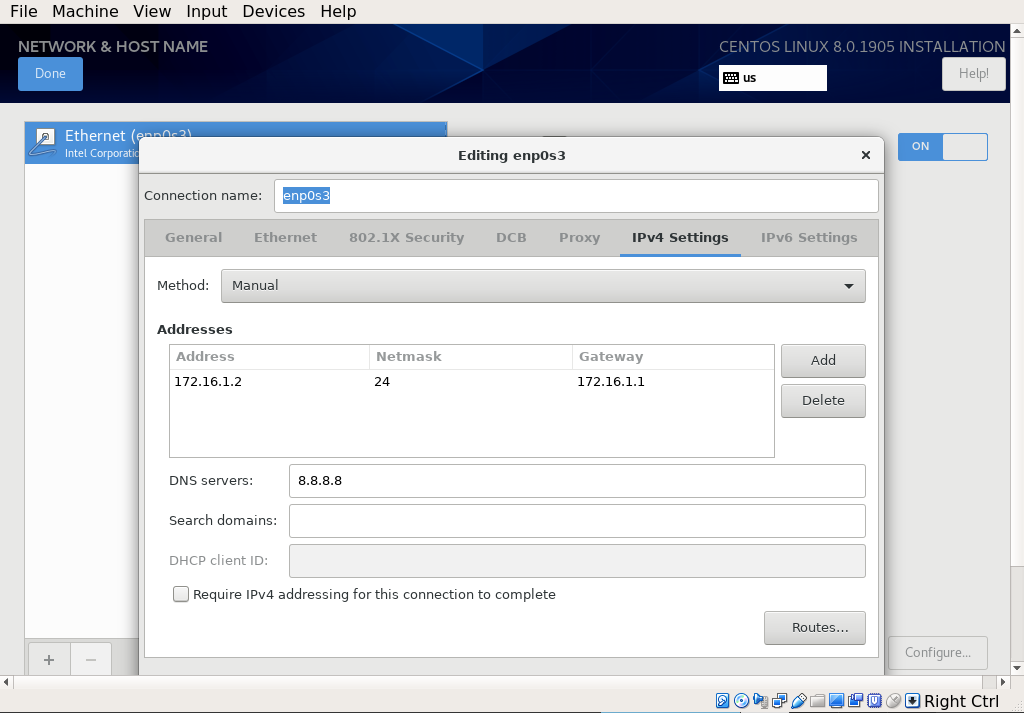 File Machine View Input Devices Help
NETWORK & HOST NAME
CENTOS LINUX 8.0.1905 INSTALLATION
Done
us
Help!
Ethernet (enp0s3)
Intel Corporatio
ON
Editing enp0s3
Connection name: enp0s3
General Ethernet 802.1X Security DCB Proxy IPv4 Settings IPv6 Settings
Method: Manual
Addresses
Address Netmask Gateway
172.16.1.2 24 172.16.1.1
Add
Delete
DNS servers: 8.8.8.8
Search domains:
DHCP client ID:
Require IPv4 addressing for this connection to complete
Routes...
+ −
Configure...
Right Ctrl